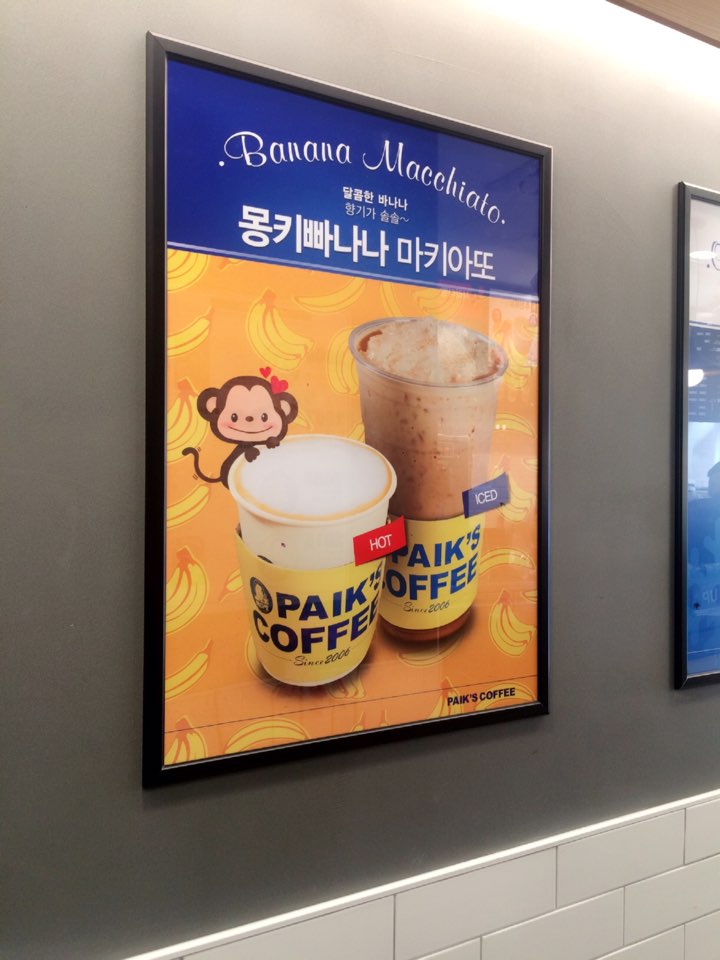 .Banana Macchiato.
달콤한 바나나
향기가 솔솔~
몽키빠나나 마키아또
ICED
HOT
PAIK'S
COFFEE
Since 2006
PAIK'S
COFFEE
Since 2006
PAIK'S COFFEE